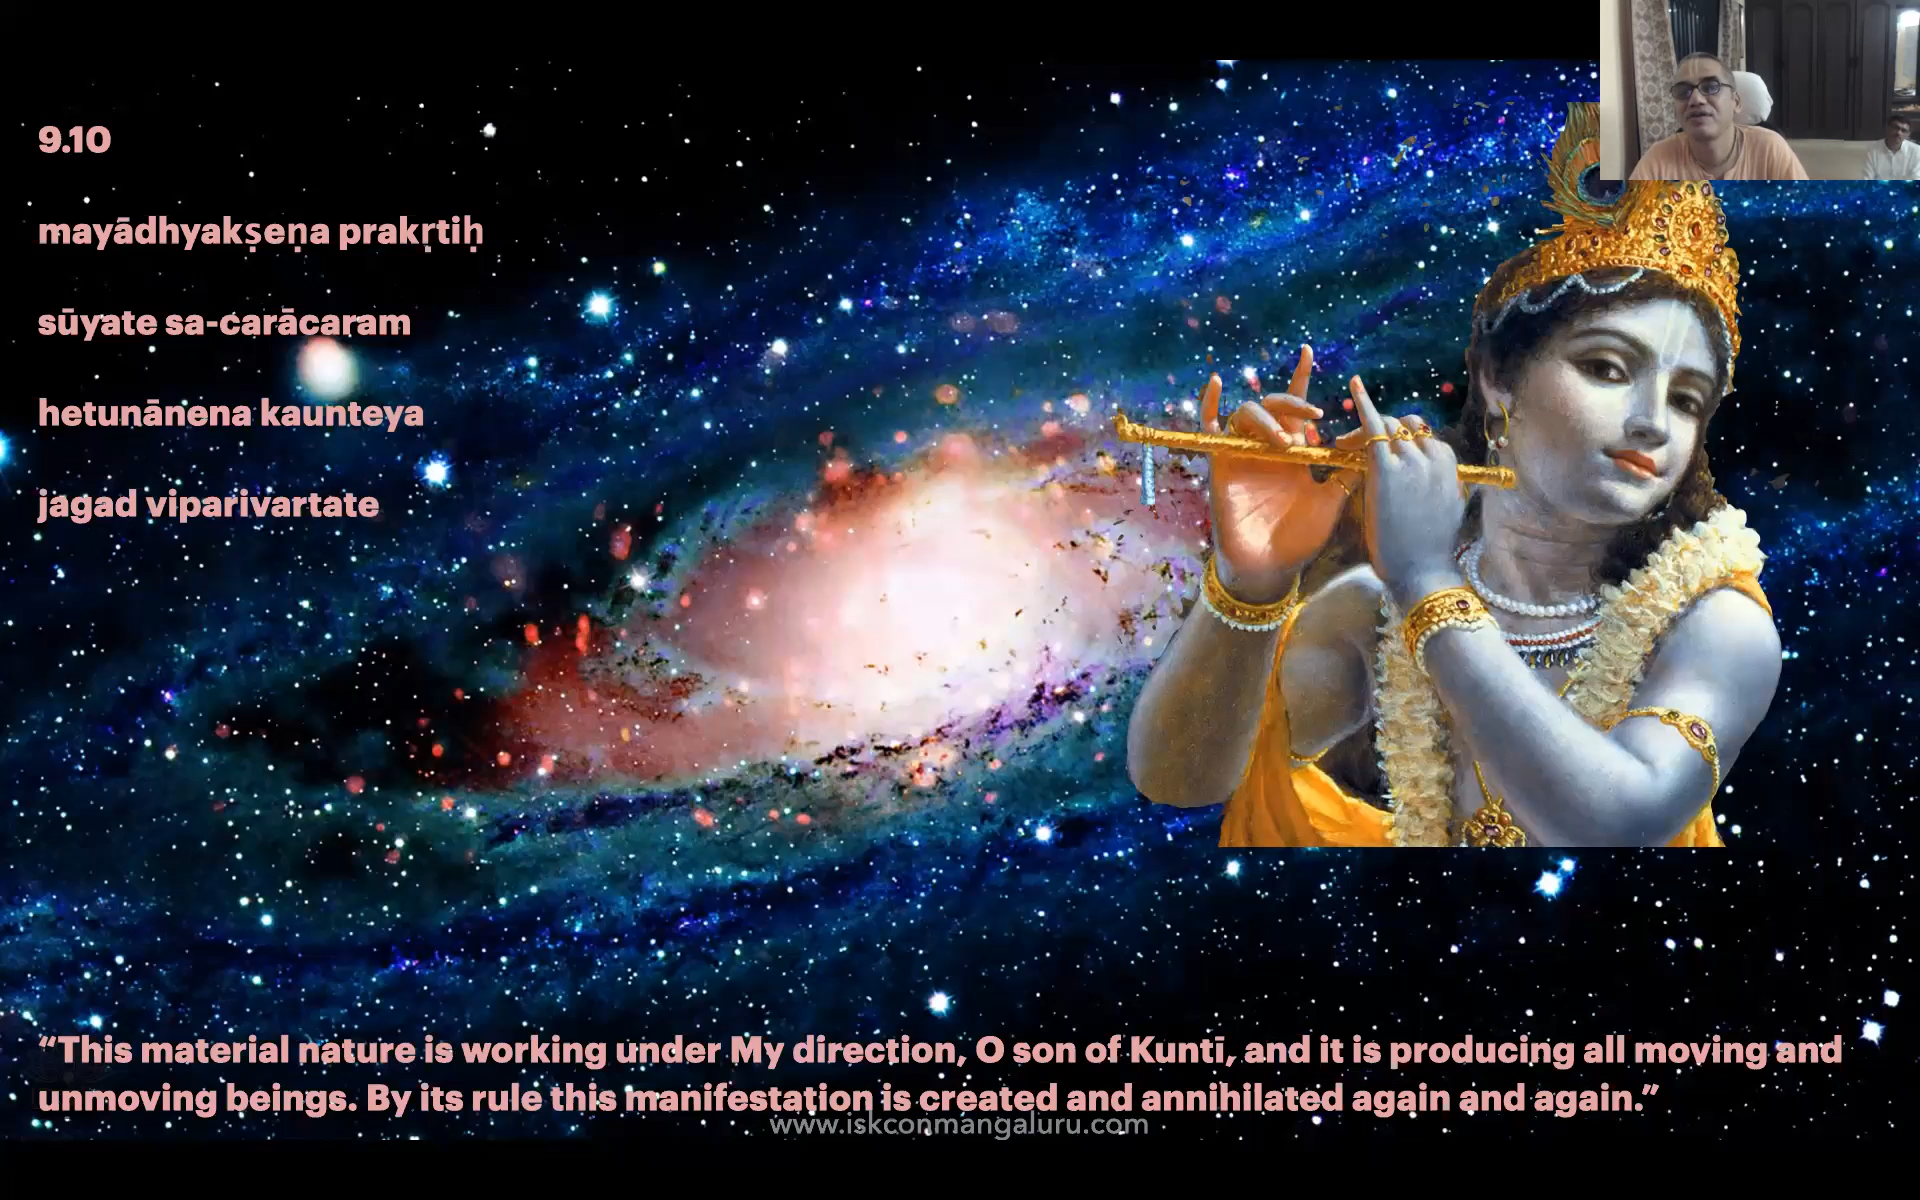 9.10
mayādhyakṣeṇa prakṛtiḥ
sūyate sa-carācaram
hetunānena kaunteya
jagad viparivartate
“This material nature is working under My direction, O son of Kuntī, and it is producing all moving and
unmoving beings. By its rule this manifestation is created and annihilated again and again.”
www.iskconmangaluru.com